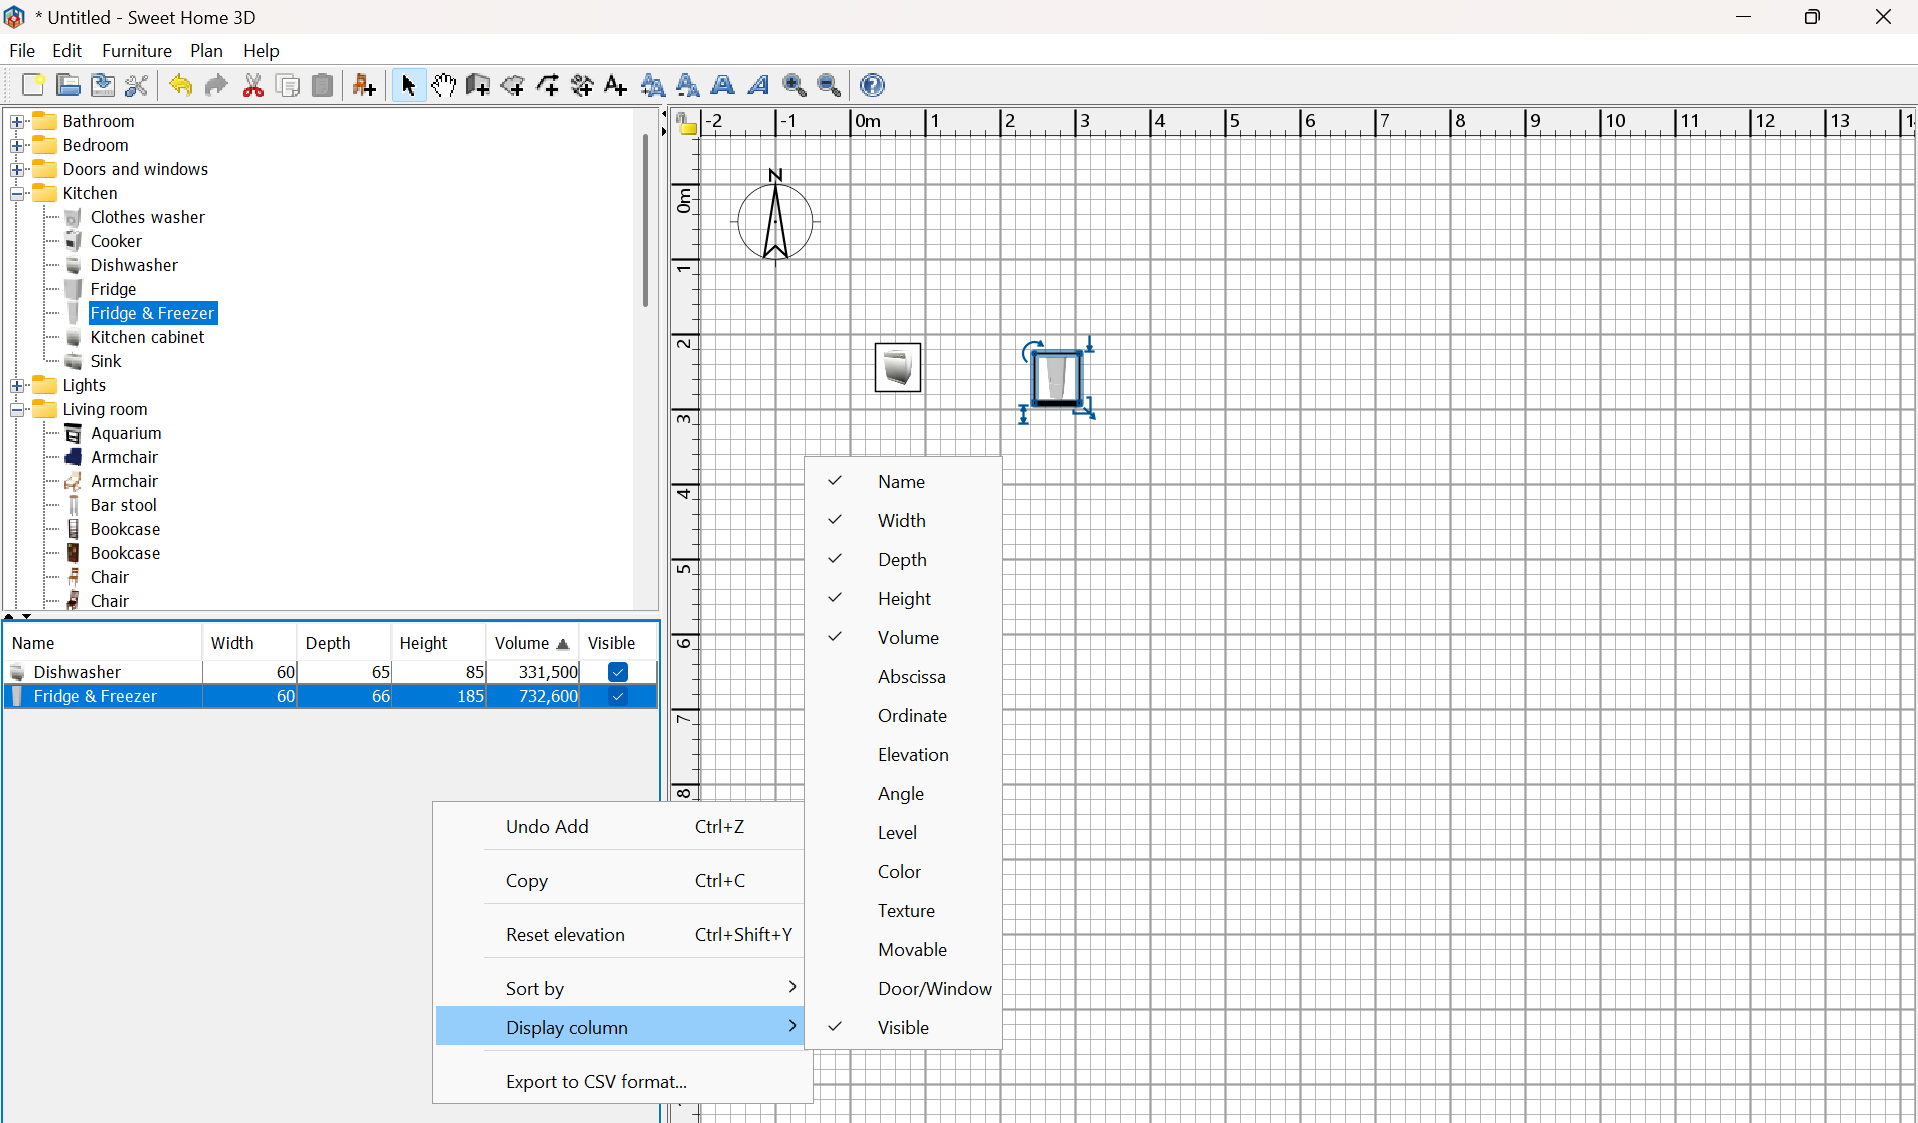 * Untitled - Sweet Home 3D
File Edit Furniture Plan Help
Bathroom
Bedroom
Doors and windows
Kitchen
Clothes washer
Cooker
Dishwasher
Fridge
Fridge & Freezer
Kitchen cabinet
Sink
Lights
Living room
Aquarium
Armchair
Armchair
Bar stool
Bookcase
Bookcase
Chair
Chair
Name Width Depth Height Volume Visible
Dishwasher 60 65 85 331,500
Fridge & Freezer 60 66 185 732,600
-2 -1 0m 1 2 3 4 5 6 7 8 9 10 11 12 13
0m
1
2
3
4
5
6
7
8
N
Undo Add Ctrl+Z
Copy Ctrl+C
Reset elevation Ctrl+Shift+Y
Sort by
Display column
Export to CSV format...
Name
Width
Depth
Height
Volume
Abscissa
Ordinate
Elevation
Angle
Level
Color
Texture
Movable
Door/Window
Visible